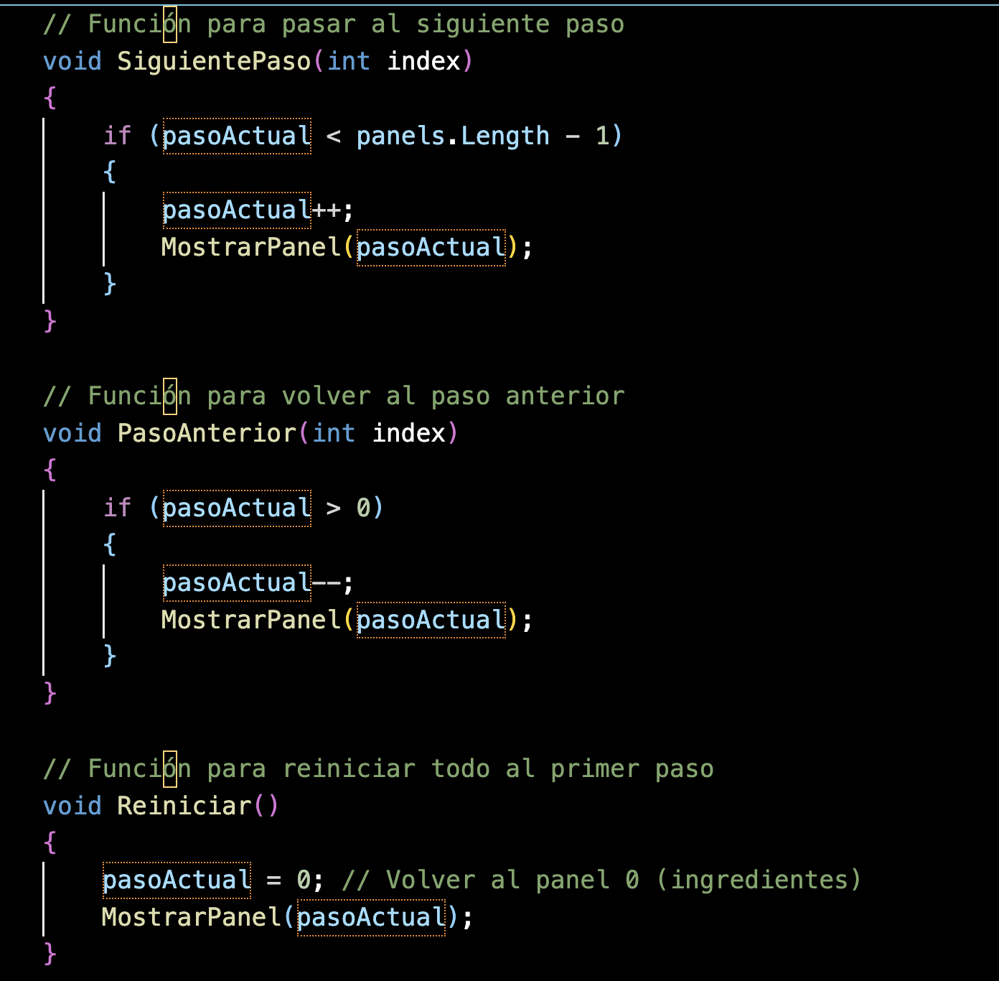 // Función para pasar al siguiente paso
void SiguientePaso(int index)
{
if (pasoActual < panels.Length - 1)
{
pasoActual++;
MostrarPanel(pasoActual);
}
}
// Función para volver al paso anterior
void PasoAnterior(int index)
{
if (pasoActual > 0)
{
pasoActual--;
MostrarPanel(pasoActual);
}
}
// Función para reiniciar todo al primer paso
void Reiniciar()
{
pasoActual = 0; // Volver al panel 0 (ingredientes)
MostrarPanel(pasoActual);
}